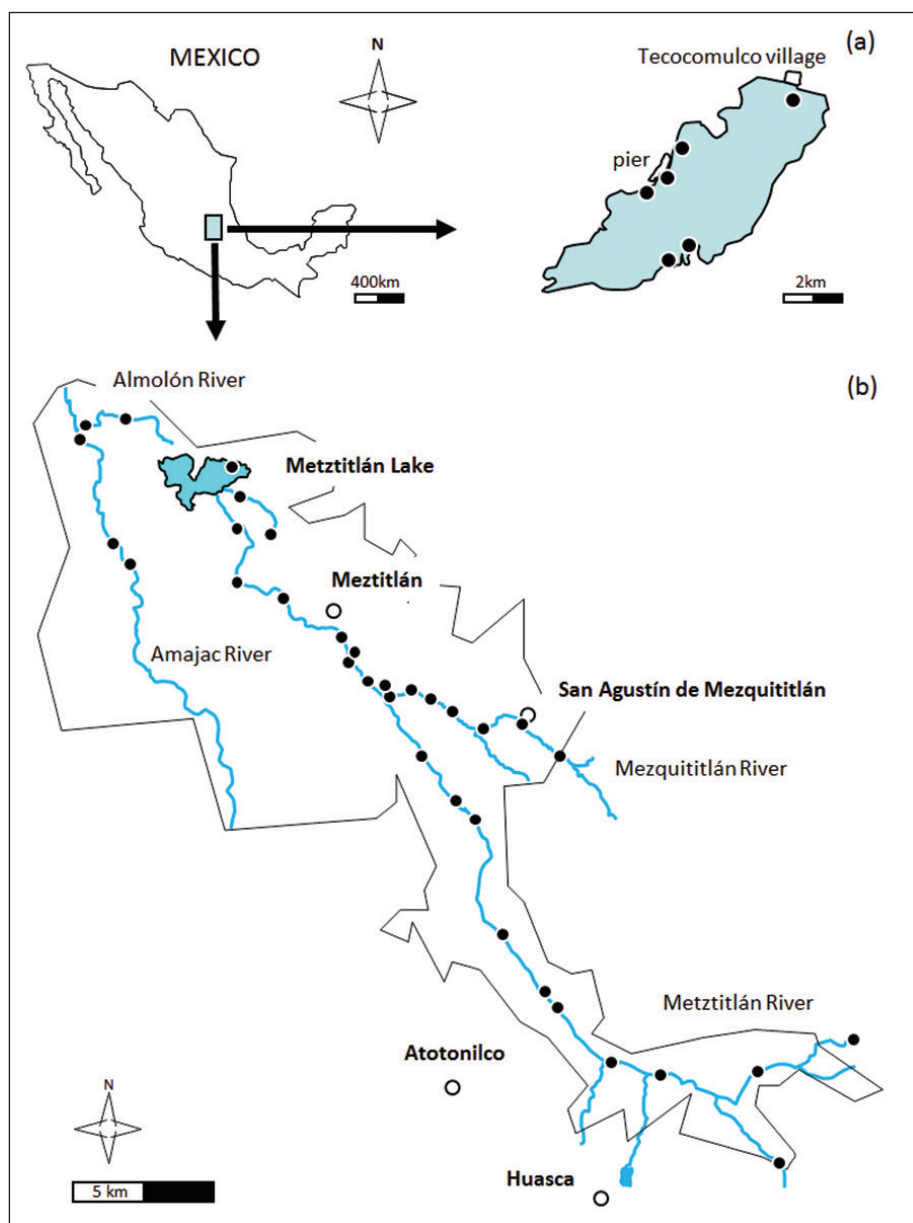 (a)
MEXICO
N
Tecocomulco village
pier
400km
2km
(b)
Almolón River
Metztitlán Lake
Meztitlán
Amajac River
San Agustín de Mezquititlán
Mezquititlán River
Metztitlán River
Atotonilco
N
Huasca
5 km